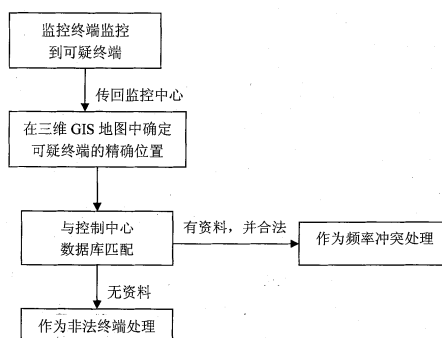 监控终端监控
到可疑终端
传回监控中心
在三维 GIS 地图中确定
可疑终端的精确位置
与控制中心
数据库匹配
有资料，并合法
作为频率冲突处理
无资料
作为非法终端处理